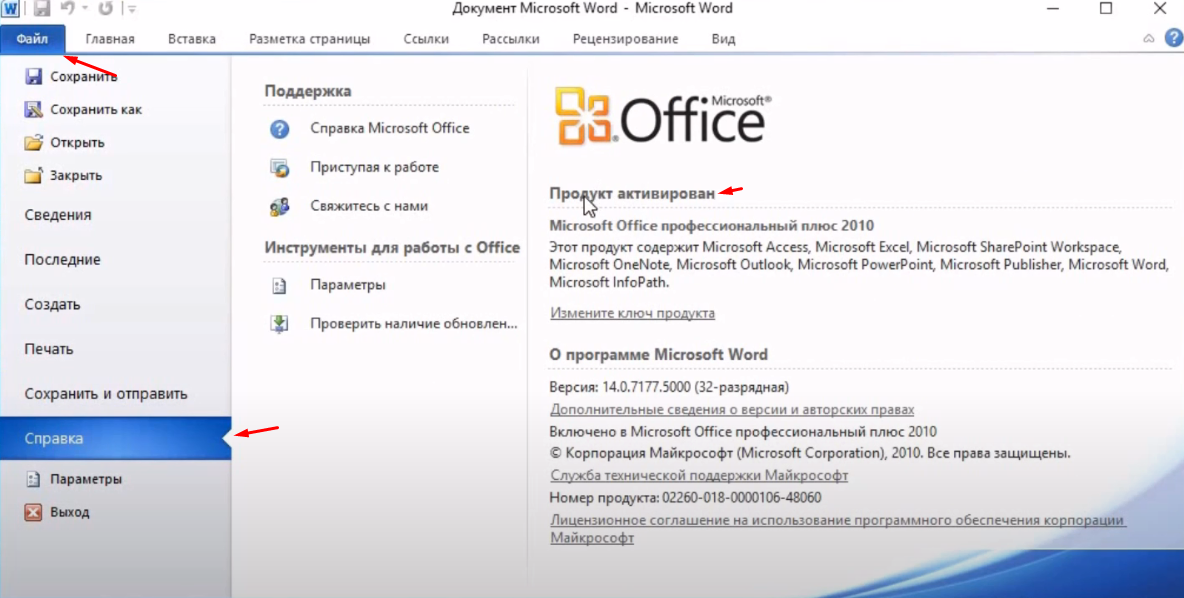 Документ Microsoft Word - Microsoft Word
Файл Главная Вставка Разметка страницы Ссылки Рассылки Рецензирование Вид
Сохранить
Сохранить как
Открыть
Закрыть
Сведения
Последние
Создать
Печать
Сохранить и отправить
Справка
Параметры
Выход
Поддержка
Справка Microsoft Office
Приступая к работе
Свяжитесь с нами
Инструменты для работы с Office
Параметры
Проверить наличие обновлен...
Microsoft®
Office
Продукт активирован
Microsoft Office профессиональный плюс 2010
Этот продукт содержит Microsoft Access, Microsoft Excel, Microsoft SharePoint Workspace,
Microsoft OneNote, Microsoft Outlook, Microsoft PowerPoint, Microsoft Publisher, Microsoft Word,
Microsoft InfoPath.
Измените ключ продукта
О программе Microsoft Word
Версия: 14.0.7177.5000 (32-разрядная)
Дополнительные сведения о версии и авторских правах
Включено в Microsoft Office профессиональный плюс 2010
© Корпорация Майкрософт (Microsoft Corporation), 2010. Все права защищены.
Служба технической поддержки Майкрософт
Номер продукта: 02260-018-0000106-48060
Лицензионное соглашение на использование программного обеспечения корпорации
Майкрософт